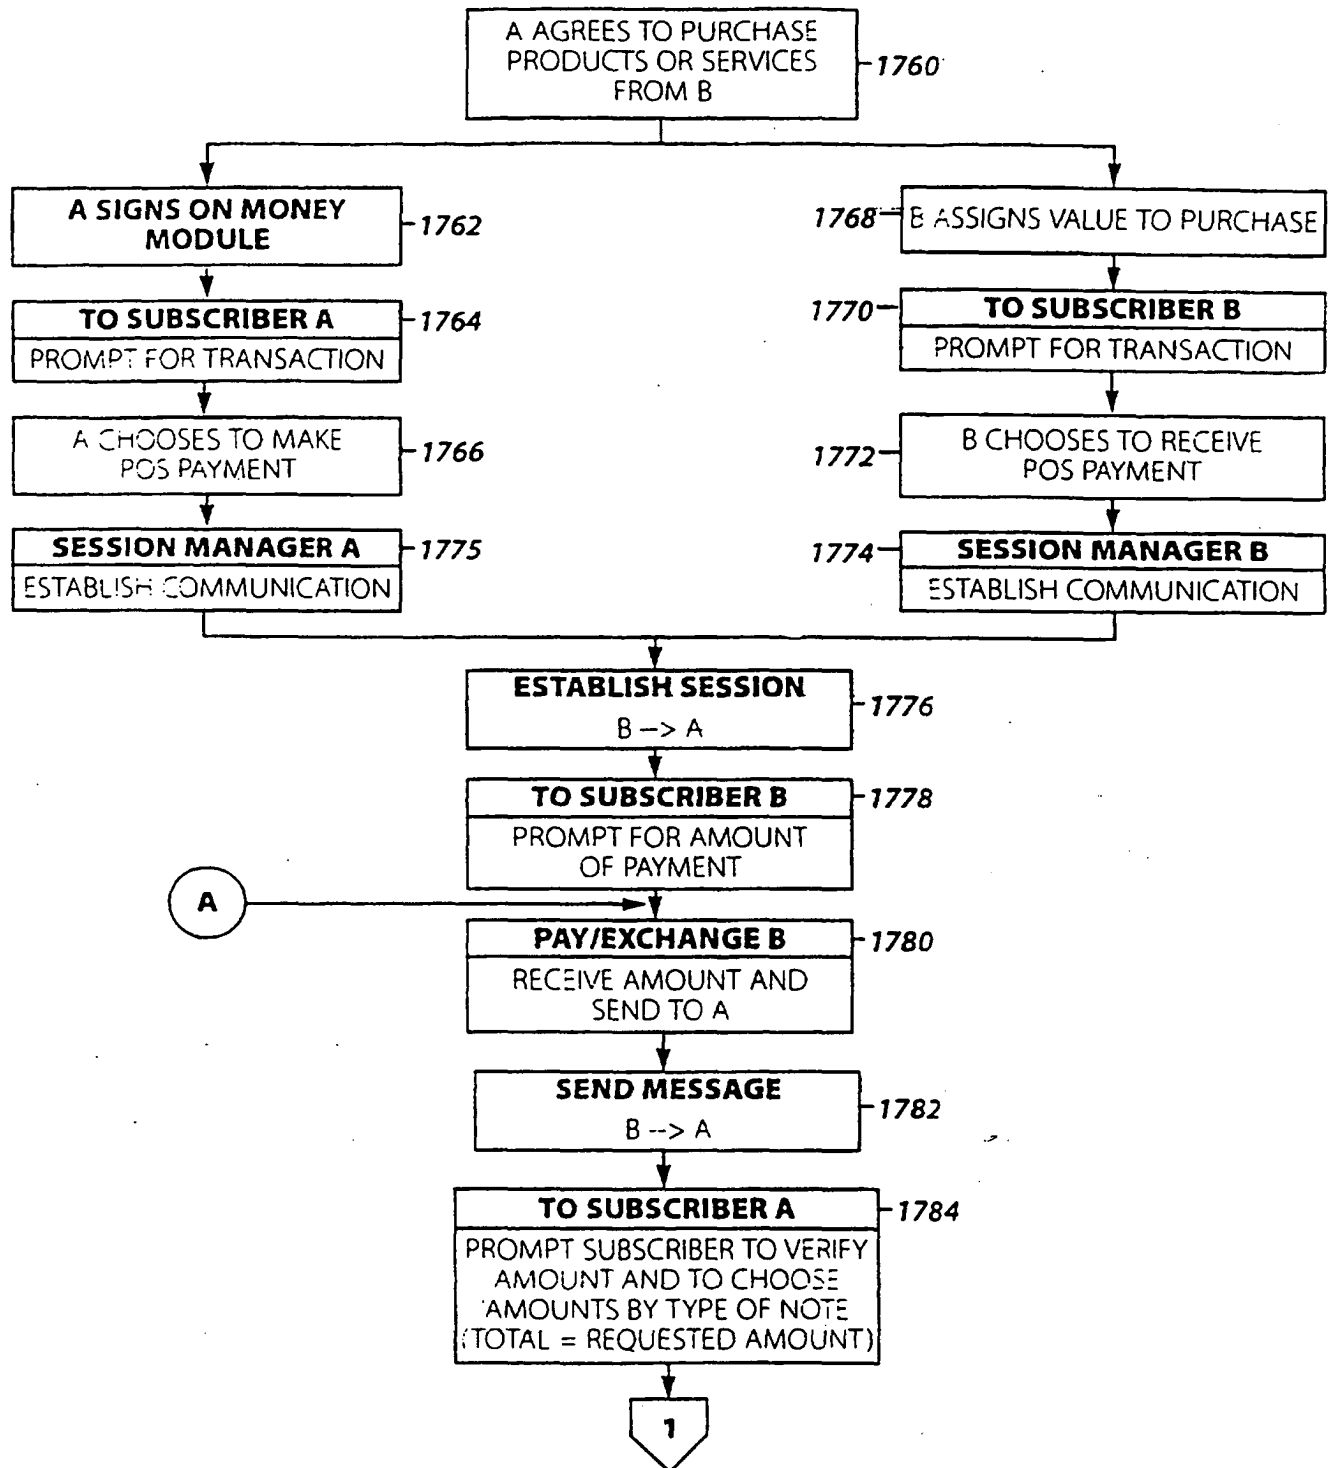 A AGREES TO PURCHASE
PRODUCTS OR SERVICES
FROM B
1760
A SIGNS ON MONEY
MODULE
1762
TO SUBSCRIBER A
1764
PROMPT FOR TRANSACTION
A CHOOSES TO MAKE
POS PAYMENT
1766
SESSION MANAGER A
1775
ESTABLISH COMMUNICATION
1768
B ASSIGNS VALUE TO PURCHASE
1770
TO SUBSCRIBER B
PROMPT FOR TRANSACTION
1772
B CHOOSES TO RECEIVE
POS PAYMENT
1774
SESSION MANAGER B
ESTABLISH COMMUNICATION
ESTABLISH SESSION
1776
B --> A
TO SUBSCRIBER B
1778
PROMPT FOR AMOUNT
OF PAYMENT
A
PAY/EXCHANGE B
1780
RECEIVE AMOUNT AND
SEND TO A
SEND MESSAGE
1782
B --> A
TO SUBSCRIBER A
1784
PROMPT SUBSCRIBER TO VERIFY
AMOUNT AND TO CHOOSE
AMOUNTS BY TYPE OF NOTE
(TOTAL = REQUESTED AMOUNT)
1